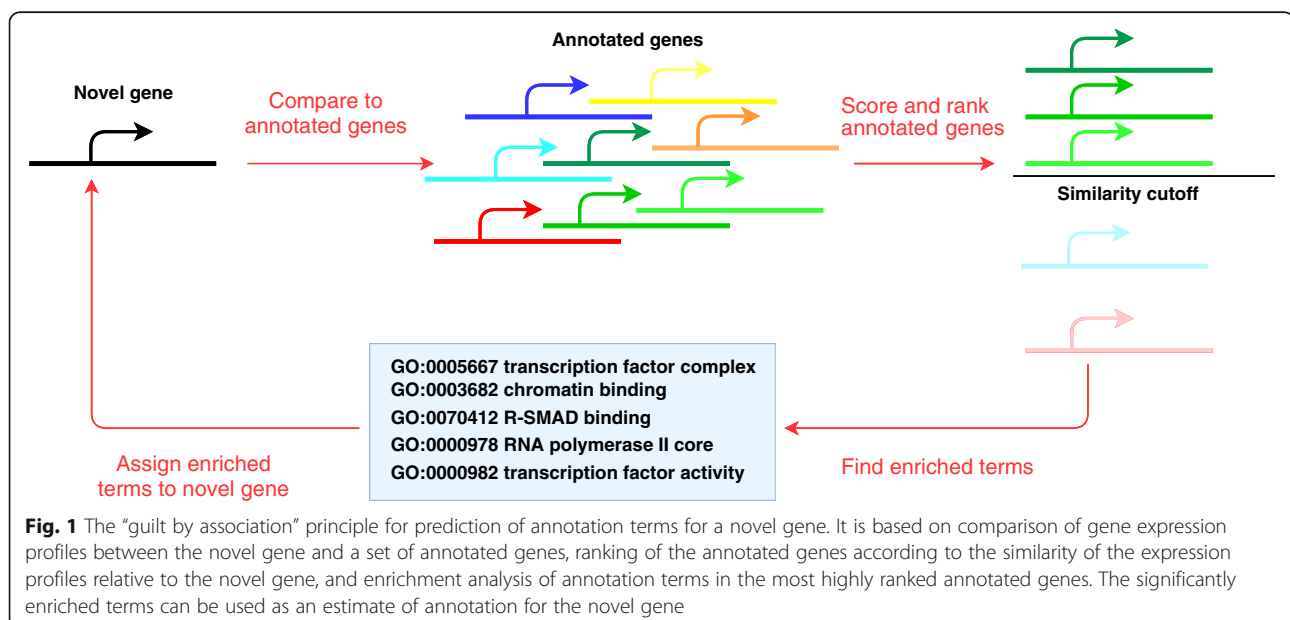 Novel gene
Compare to
annotated genes
Annotated genes
Score and rank
annotated genes
Similarity cutoff
Find enriched terms
GO:0005667 transcription factor complex
GO:0003682 chromatin binding
GO:0070412 R-SMAD binding
GO:0000978 RNA polymerase II core
GO:0000982 transcription factor activity
Assign enriched
terms to novel gene
Fig. 1 The “guilt by association” principle for prediction of annotation terms for a novel gene. It is based on comparison of gene expression
profiles between the novel gene and a set of annotated genes, ranking of the annotated genes according to the similarity of the expression
profiles relative to the novel gene, and enrichment analysis of annotation terms in the most highly ranked annotated genes. The significantly
enriched terms can be used as an estimate of annotation for the novel gene